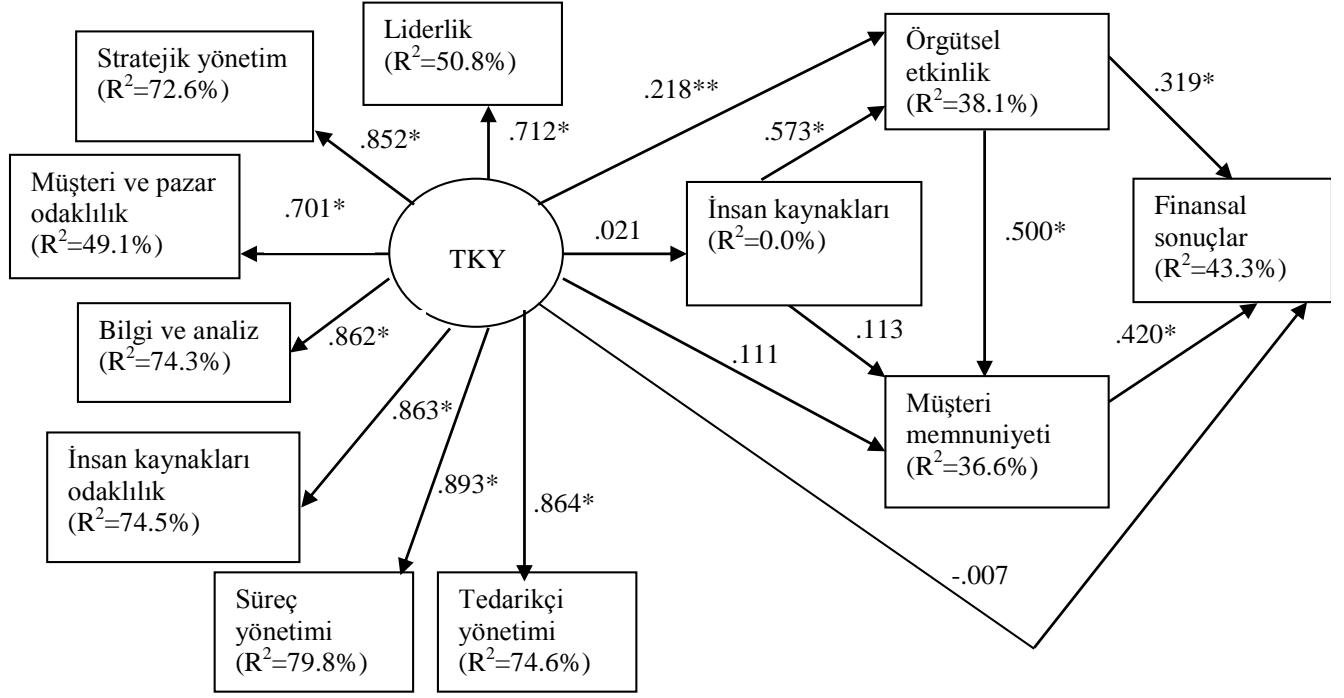 Liderlik
(R²=50.8%)
Stratejik yönetim
(R²=72.6%)
Örgütsel
etkinlik
(R²=38.1%)
.218**
.319*
.852*
.712*
.573*
Müşteri ve pazar
odaklılık
(R²=49.1%)
.701*
İnsan kaynakları
(R²=0.0%)
Finansal
sonuçlar
(R²=43.3%)
.021
.500*
TKY
Bilgi ve analiz
(R²=74.3%)
.862*
.113
.111
.420*
.863*
Müşteri
memnuniyeti
(R²=36.6%)
İnsan kaynakları
odaklılık
(R²=74.5%)
.893*
.864*
-.007
Süreç
yönetimi
(R²=79.8%)
Tedarikçi
yönetimi
(R²=74.6%)